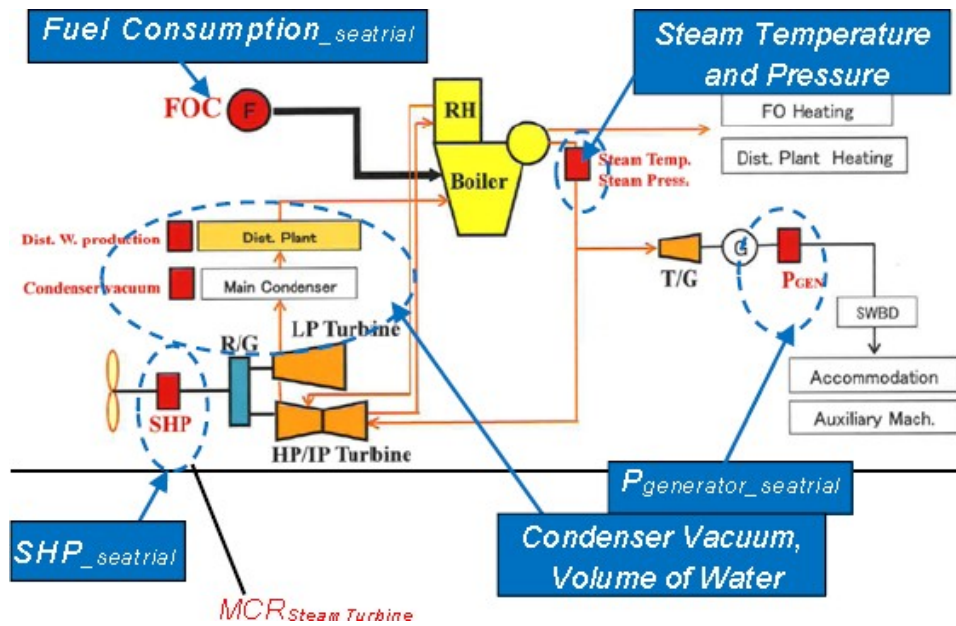 Fuel Consumption_seatrial
Steam Temperature
and Pressure
FOC
F
RH
FO Heating
Boiler
Steam Temp.
Steam Press.
Dist. Plant Heating
Dist. W. production
Dist. Plant
Condenser vacuum
Main Condenser
T/G
G
PGEN
SWBD
R/G
LP Turbine
SHP
HP/IP Turbine
Accommodation
Auxiliary Mach.
Pgenerator_seatrial
SHP_seatrial
Condenser Vacuum,
Volume of Water
MCRSteam Turbine